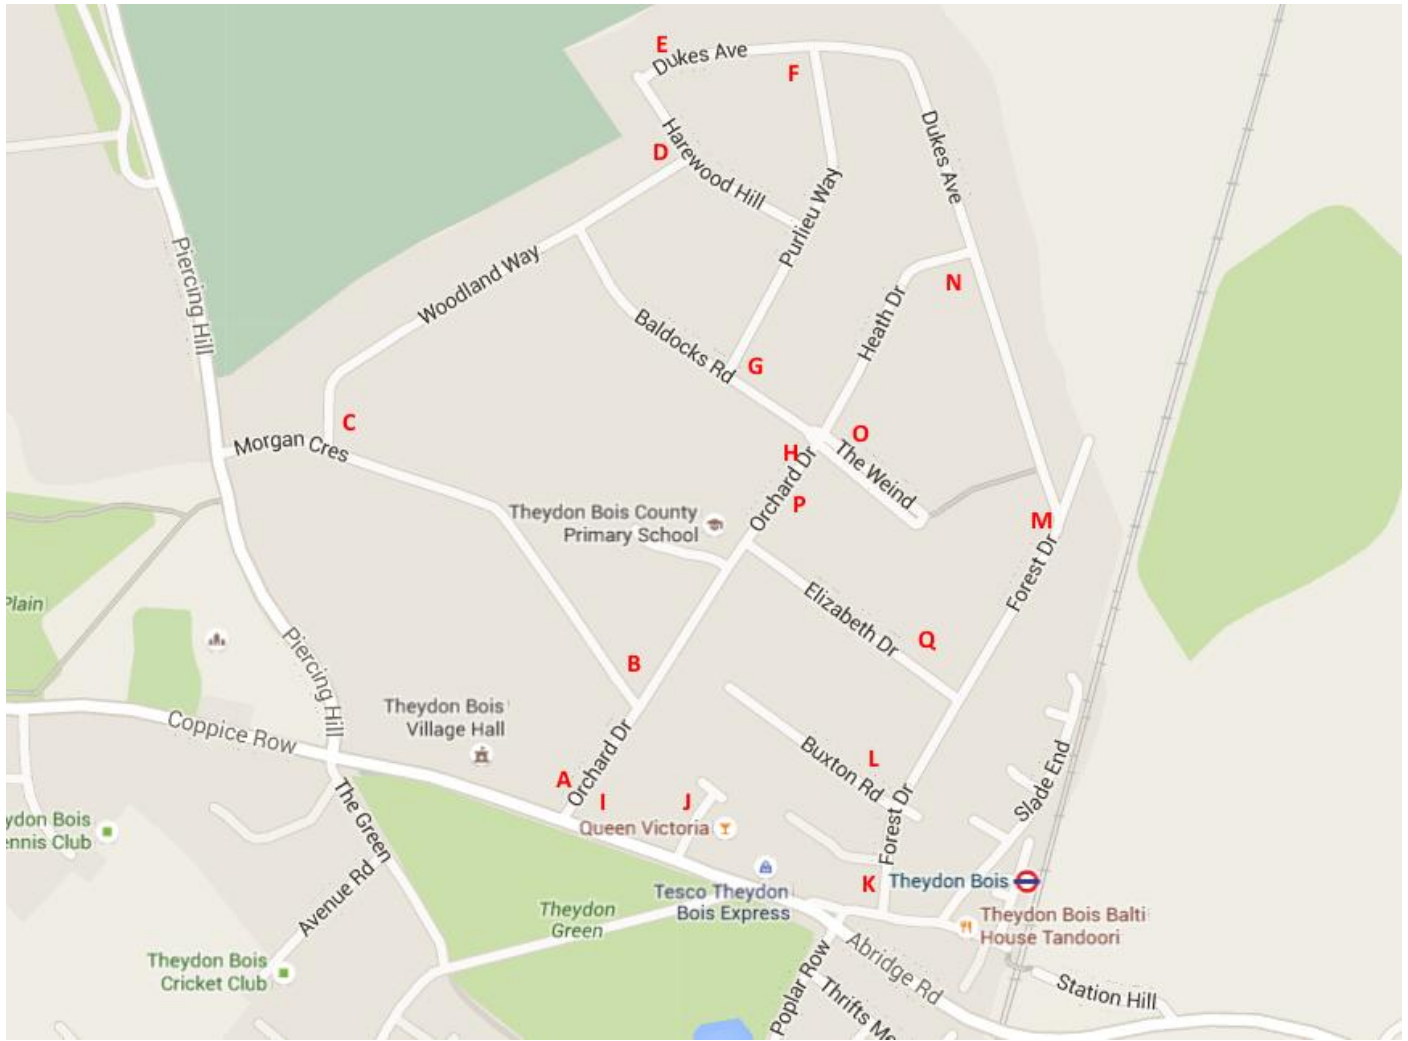 E
Dukes Ave
F
D
Harewood Hill
Dukes Ave
Purlieu Way
Piercing Hill
Woodland Way
N
Heath Dr
Baldocks Rd
G
C
Morgan Cres
O
H
The Weind
Orchard Dr
P
Theydon Bois County
Primary School
M
Forest Dr
Plain
Elizabeth Dr
Q
Piercing Hill
B
Theydon Bois
Village Hall
Coppice Row
Orchard Dr
A
I
J
L
Buxton Rd
Slade End
Queen Victoria
Forest Dr
ydon Bois
ennis Club
The Green
Avenue Rd
K
Theydon Bois
Tesco Theydon
Bois Express
Theydon
Green
Theydon Bois Balti
House Tandoori
Theydon Bois
Cricket Club
Poplar Row
Abridge Rd
Station Hill
Thrifts Me